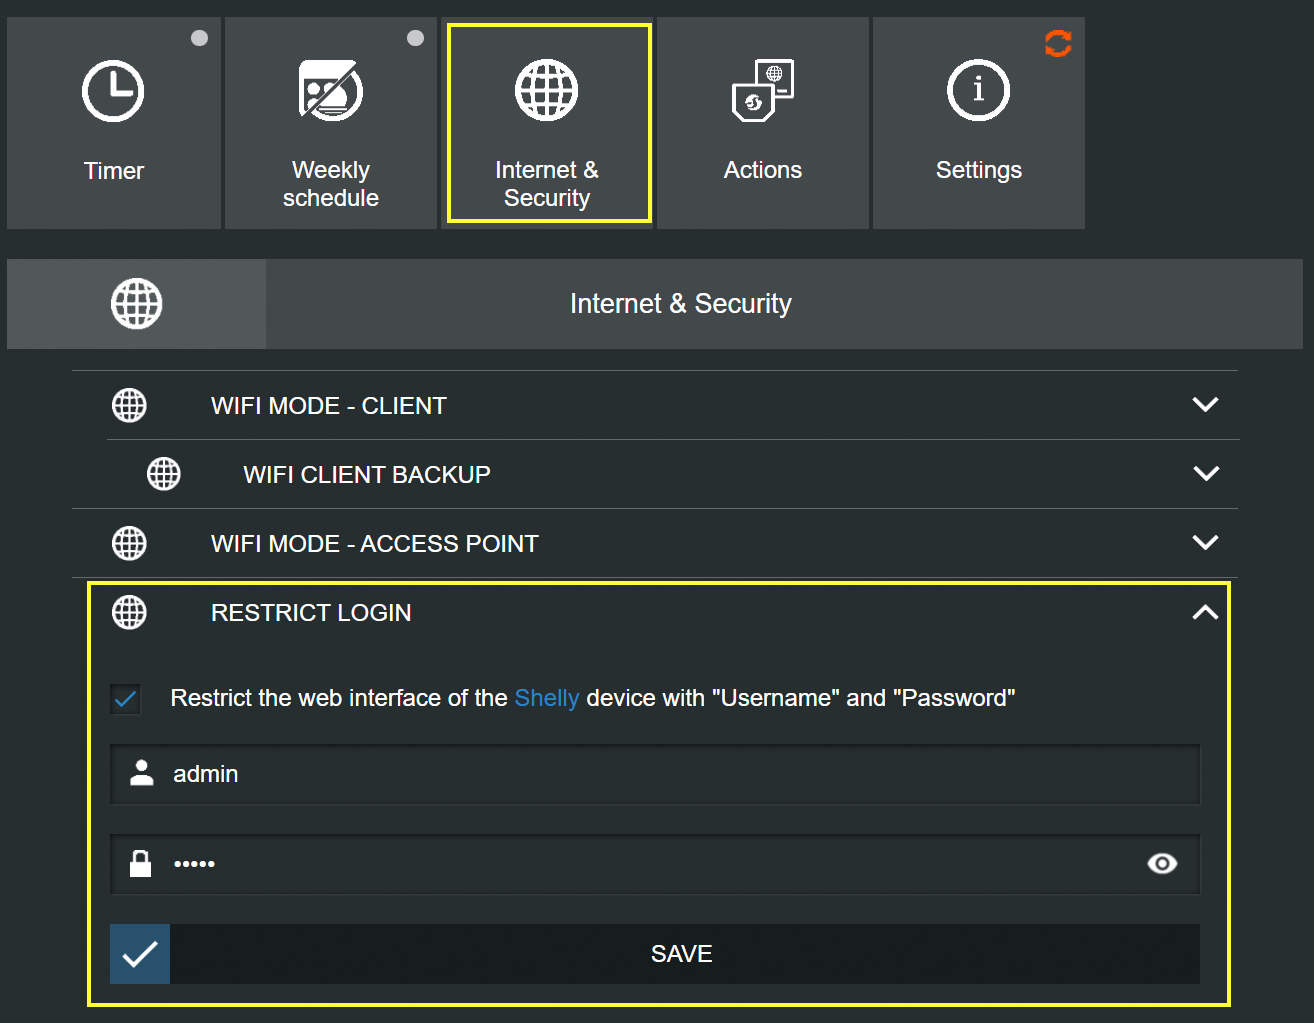 Timer
Weekly
schedule
Internet &
Security
Actions
i
Settings
Internet & Security
WIFI MODE - CLIENT
WIFI CLIENT BACKUP
WIFI MODE - ACCESS POINT
RESTRICT LOGIN
Restrict the web interface of the Shelly device with "Username" and "Password"
admin
•••••
SAVE